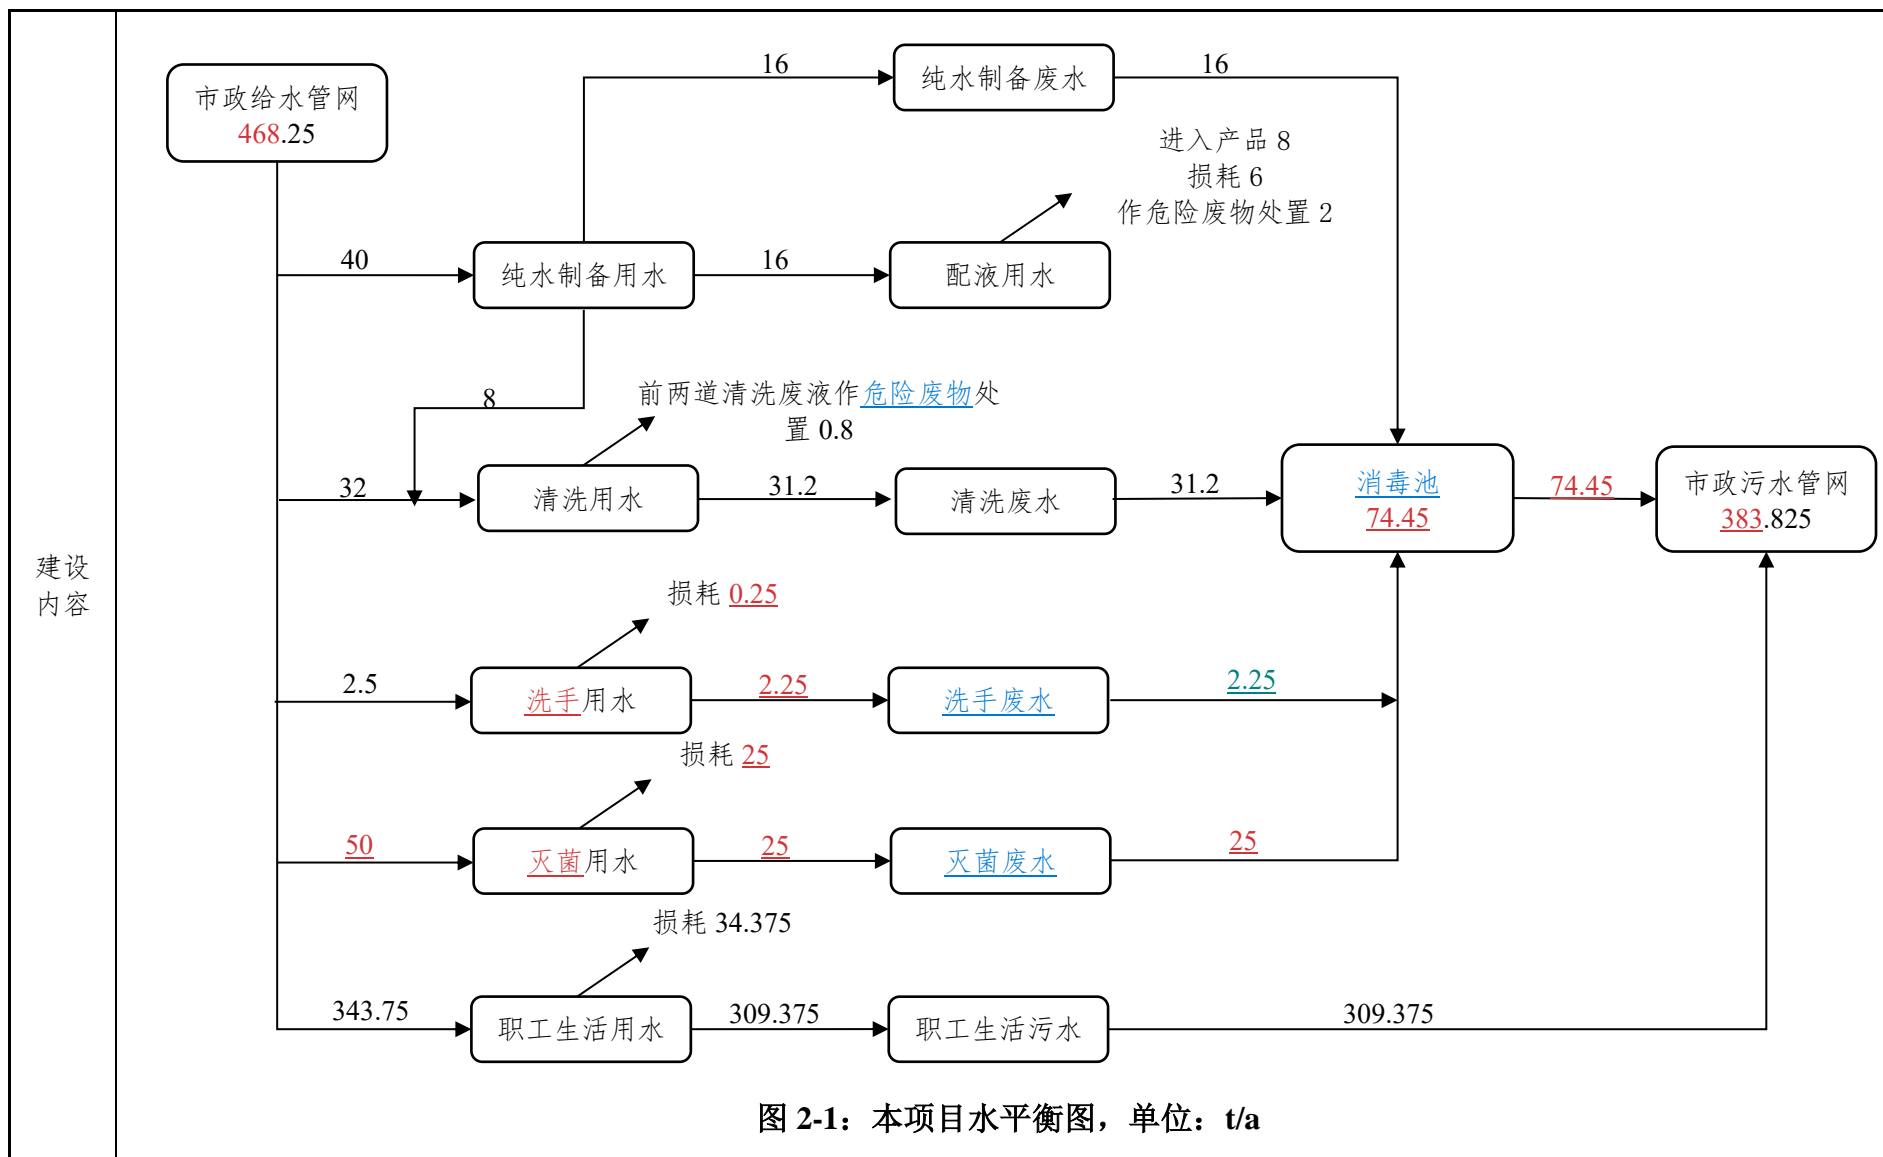 建设
内容
市政给水管网
468.25
16
纯水制备废水
16
进入产品 8
损耗 6
作危险废物处置 2
40
纯水制备用水
16
配液用水
8
前两道清洗废液作危险废物处
置 0.8
32
清洗用水
31.2
清洗废水
31.2
消毒池
74.45
74.45
市政污水管网
383.825
损耗 0.25
2.5
洗手用水
2.25
洗手废水
2.25
损耗 25
50
灭菌用水
25
灭菌废水
25
损耗 34.375
343.75
职工生活用水
309.375
职工生活污水
309.375
图 2-1：本项目水平衡图，单位：t/a